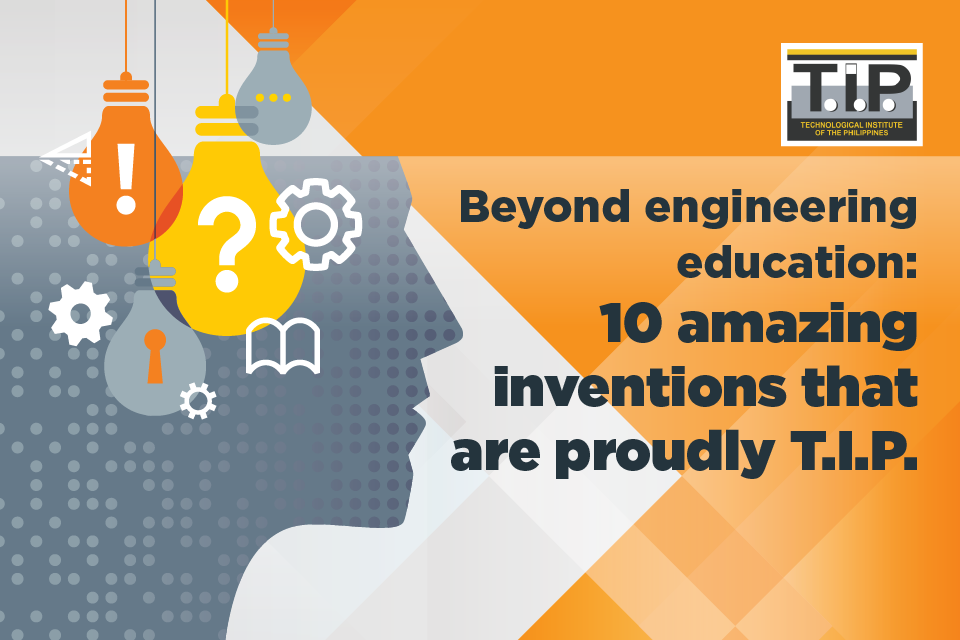 T.I.P.
TECHNOLOGICAL INSTITUTE
OF THE PHILIPPINES
Beyond engineering
education:
10 amazing
inventions that
are proudly T.I.P.
!
?